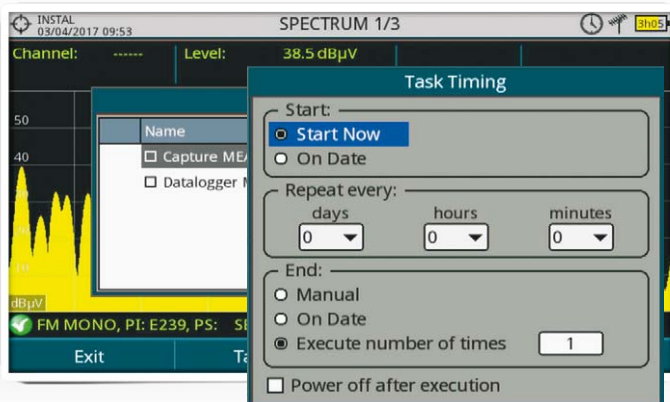 INSTAL
03/04/2017 09:53
SPECTRUM 1/3
3h05
Channel: ------ Level: 38.5 dBµV
50
40
10
dBµV
Name
Capture
Datalogger
Task Timing
Start:
Start Now
On Date
Repeat every:
days hours minutes
0 0 0
End:
Manual
On Date
Execute number of times 1
Power off after execution
FM MONO, PI: E239, PS:
Exit